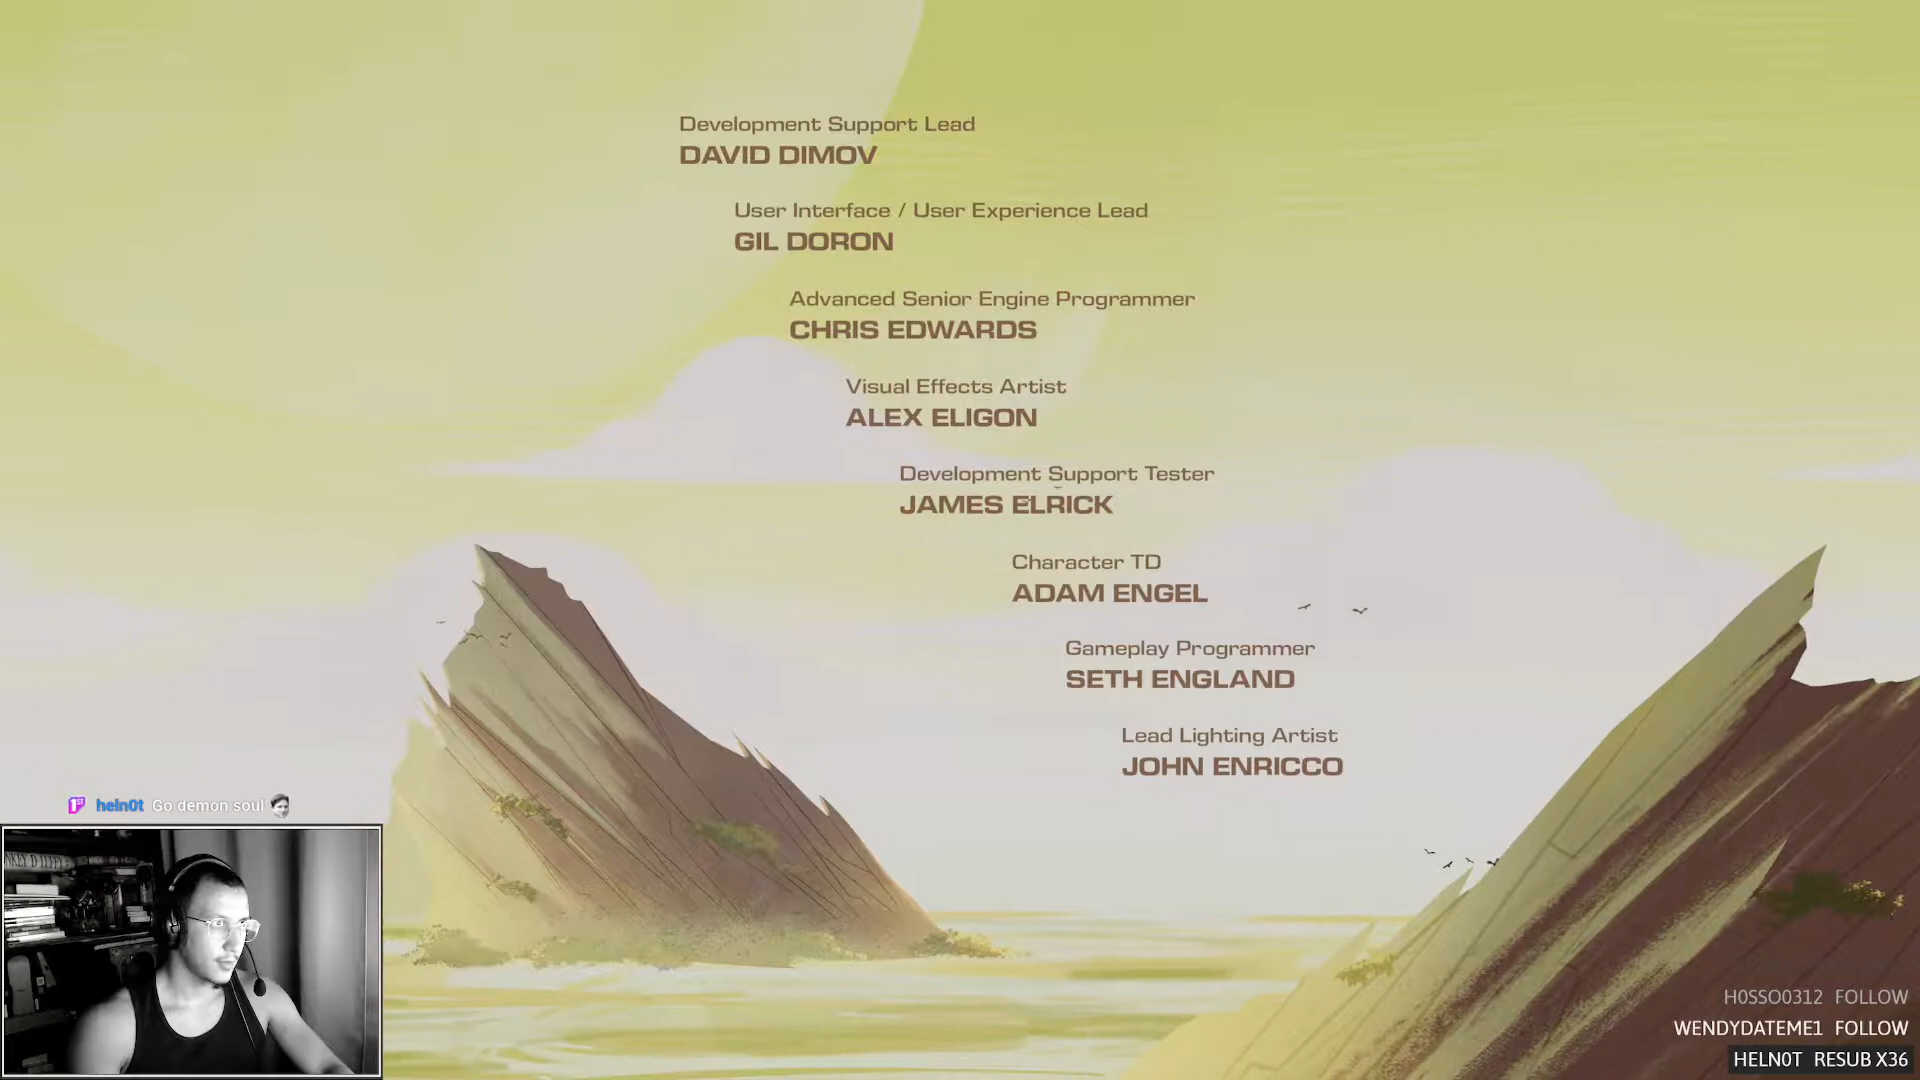 Development Support Lead
DAVID DIMOV
User Interface / User Experience Lead
GIL DORON
Advanced Senior Engine Programmer
CHRIS EDWARDS
Visual Effects Artist
ALEX ELIGON
Development Support Tester
JAMES ELRICK
Character TD
ADAM ENGEL
Gameplay Programmer
SETH ENGLAND
Lead Lighting Artist
JOHN ENRICCO
heln0t Go demon soul
H0SSO0312 FOLLOW
WENDYDATEME1 FOLLOW
HELN0T RESUB X36